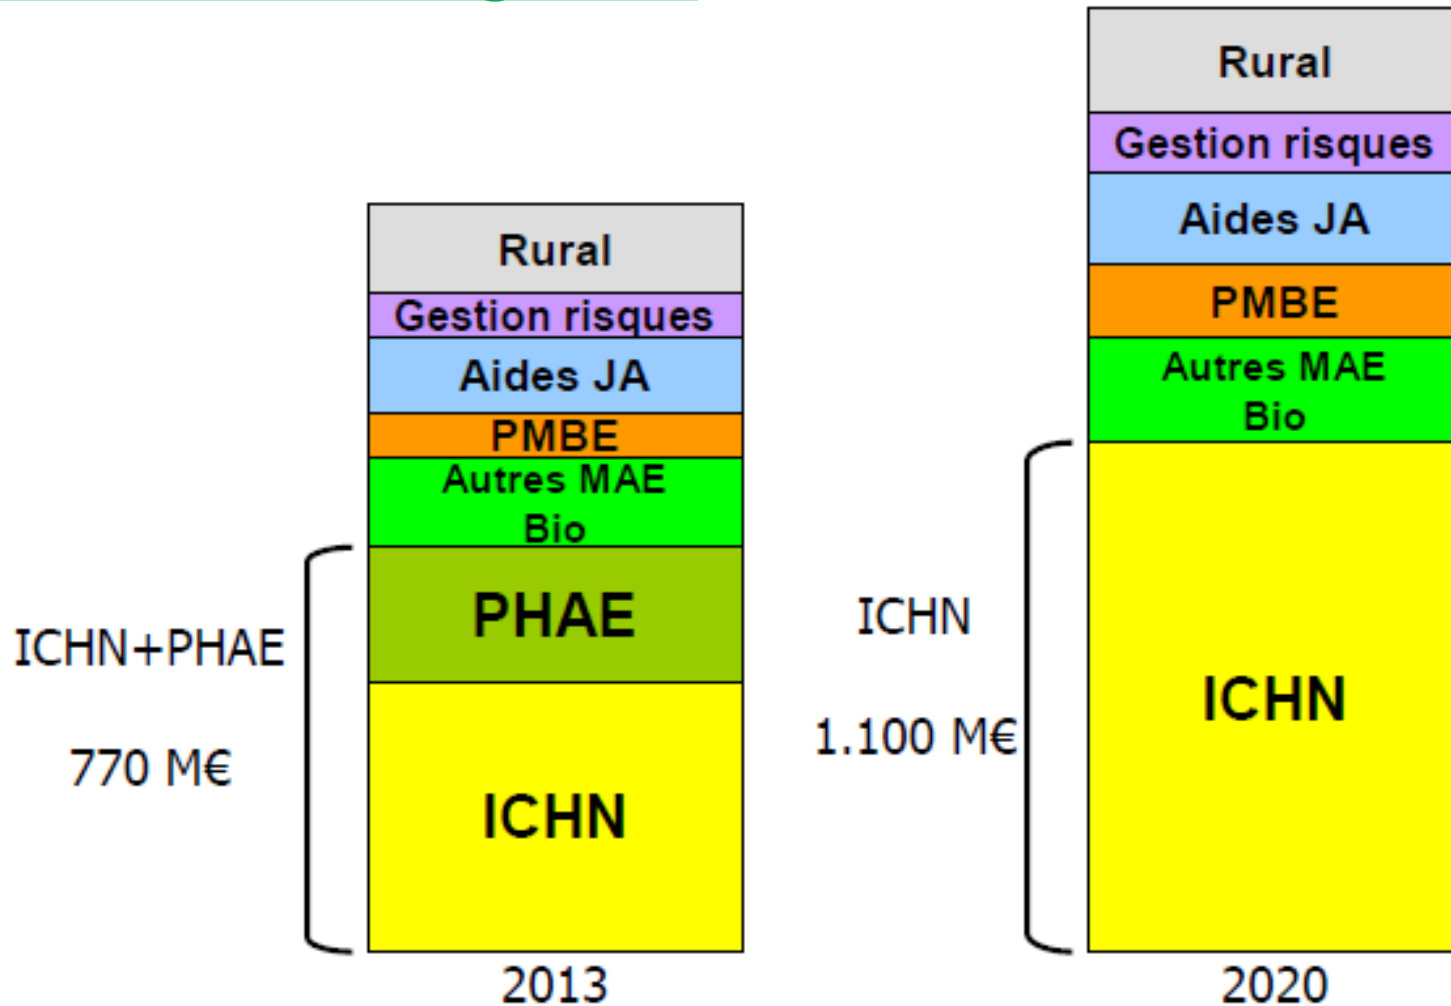 Rural
Gestion risques
Aides JA
PMBE
Autres MAE
Bio
PHAE
ICHN
ICHN+PHAE
770 M€
2013
Rural
Gestion risques
Aides JA
PMBE
Autres MAE
Bio
ICHN
ICHN
1.100 M€
2020